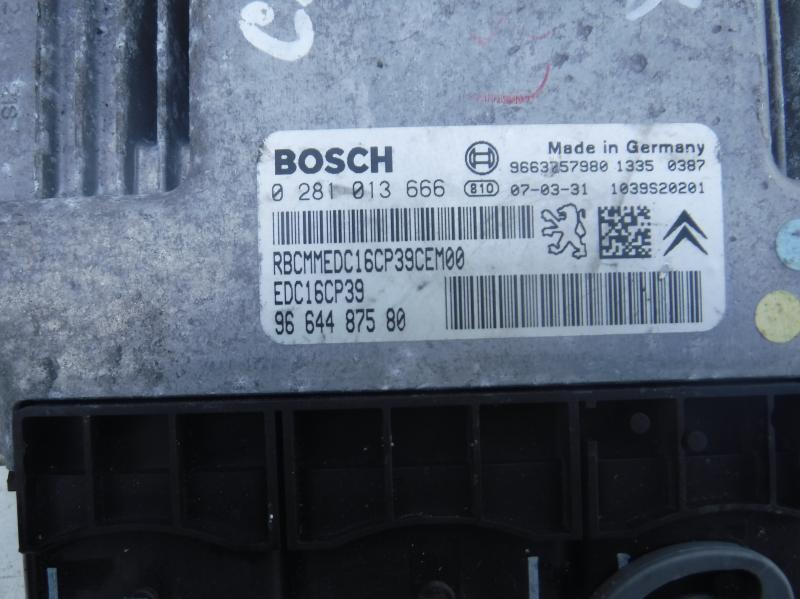 BOSCH
Made in Germany
9663257980 1335 0387
0 281 013 666 810 07-03-31 1039S20201
RBCMMEDC16CP39CEM00
EDC16CP39
96 644 875 80